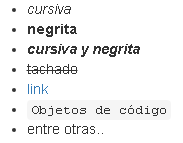 cursiva
negrita
cursiva y negrita
tachado
link
Objetos de código
entre otras..